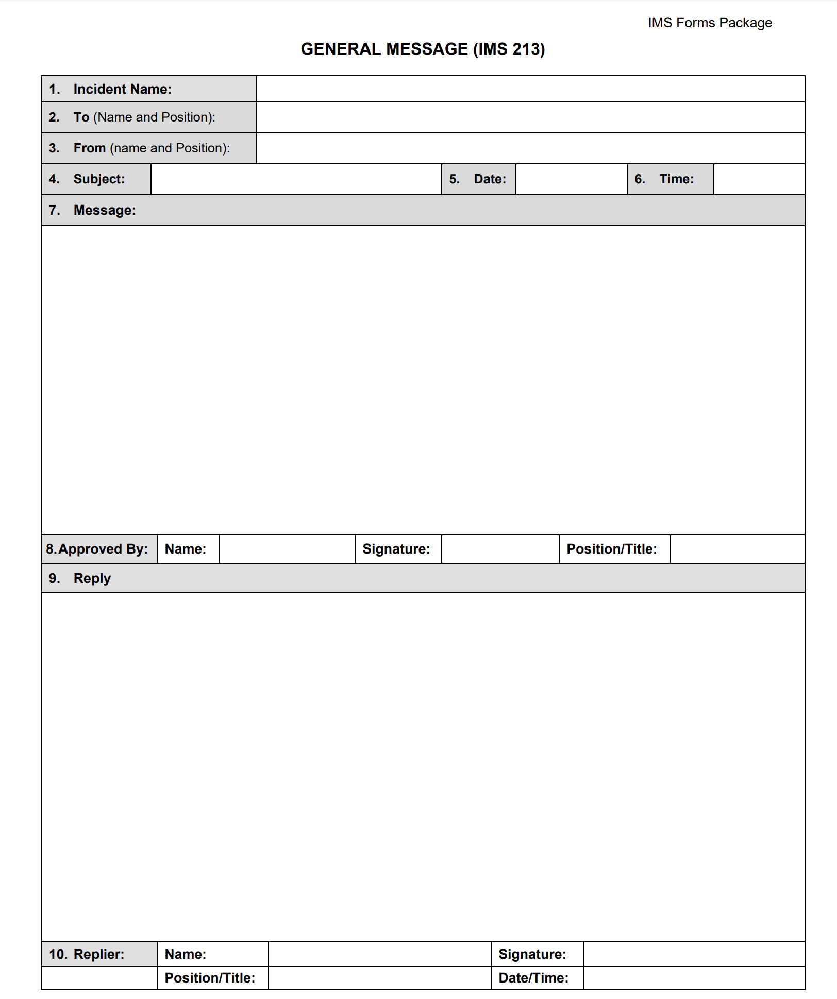 IMS Forms Package
GENERAL MESSAGE (IMS 213)
1. Incident Name:
2. To (Name and Position):
3. From (name and Position):
4. Subject: 5. Date: 6. Time:
7. Message:
8.Approved By: Name: Signature: Position/Title:
9. Reply
10. Replier: Name: Signature:
Position/Title: Date/Time: